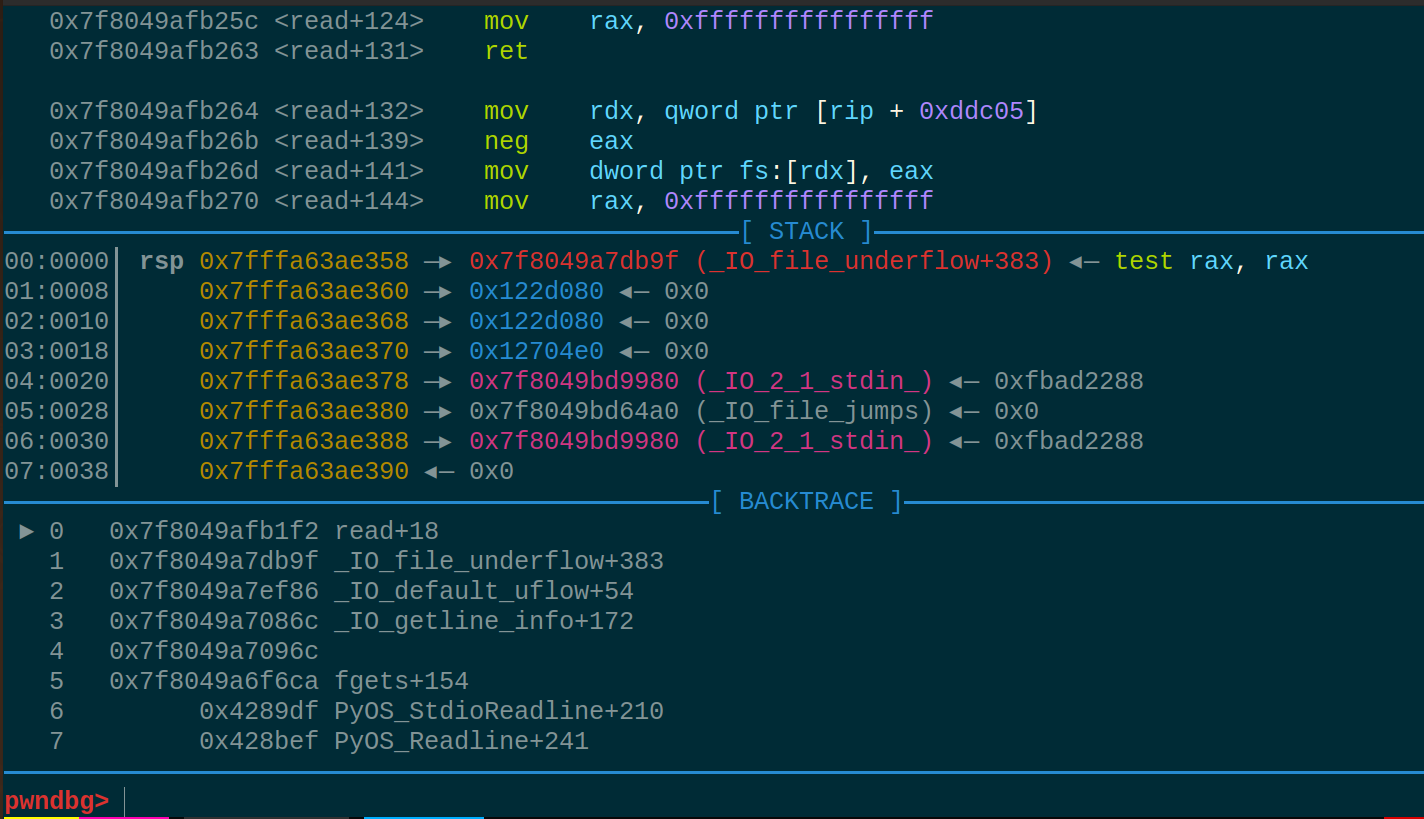 0x7f8049afb25c <read+124>    mov    rax, 0xffffffffffffffff
0x7f8049afb263 <read+131>    ret
0x7f8049afb264 <read+132>    mov    rdx, qword ptr [rip + 0xddc05]
0x7f8049afb26b <read+139>    neg    eax
0x7f8049afb26d <read+141>    mov    dword ptr fs:[rdx], eax
0x7f8049afb270 <read+144>    mov    rax, 0xffffffffffffffff
[ STACK ]
00:0000│ rsp 0x7fffa63ae358 —▸ 0x7f8049a7db9f (_IO_file_underflow+383) ◂— test rax, rax
01:0008│     0x7fffa63ae360 —▸ 0x122d080 ◂— 0x0
02:0010│     0x7fffa63ae368 —▸ 0x122d080 ◂— 0x0
03:0018│     0x7fffa63ae370 —▸ 0x12704e0 ◂— 0x0
04:0020│     0x7fffa63ae378 —▸ 0x7f8049bd9980 (_IO_2_1_stdin_) ◂— 0xfbad2288
05:0028│     0x7fffa63ae380 —▸ 0x7f8049bd64a0 (_IO_file_jumps) ◂— 0x0
06:0030│     0x7fffa63ae388 —▸ 0x7f8049bd9980 (_IO_2_1_stdin_) ◂— 0xfbad2288
07:0038│     0x7fffa63ae390 ◂— 0x0
[ BACKTRACE ]
► 0   0x7f8049afb1f2 read+18
1   0x7f8049a7db9f _IO_file_underflow+383
2   0x7f8049a7ef86 _IO_default_uflow+54
3   0x7f8049a7086c _IO_getline_info+172
4   0x7f8049a7096c
5   0x7f8049a6f6ca fgets+154
6         0x4289df PyOS_StdioReadline+210
7         0x428bef PyOS_Readline+241
pwndbg>